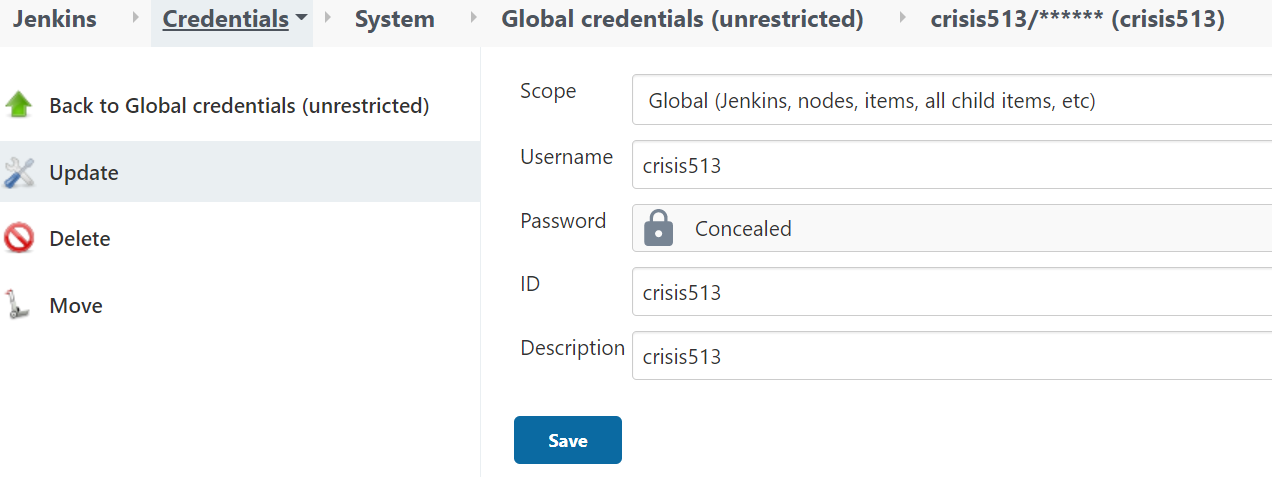 Jenkins Credentials System Global credentials (unrestricted) crisis513/****** (crisis513)
Back to Global credentials (unrestricted)
Update
Delete
Move
Scope Global (Jenkins, nodes, items, all child items, etc)
Username crisis513
Password Concealed
ID crisis513
Description crisis513
Save